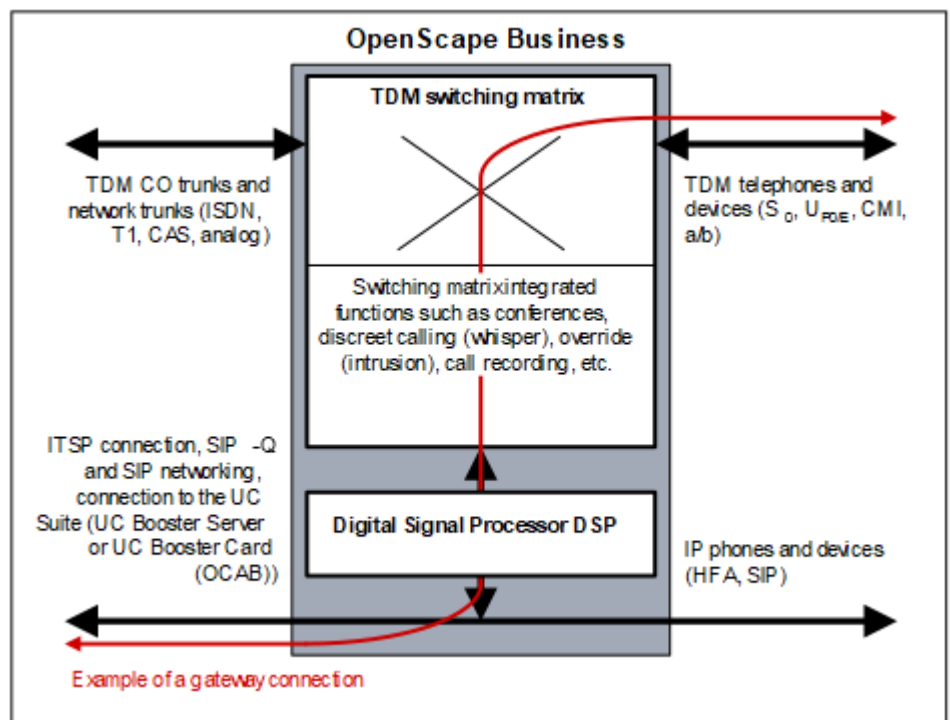 OpenScape Business
TDM switching matrix
TDM CO trunks and
network trunks (ISDN,
T1, CAS, analog)
TDM telephones and
devices (S₀, U_P0/E, CMI,
a/b)
Switching matrixintegrated
functions such as conferences,
discreet calling (whisper), override
(intrusion), call recording, etc.
ITSP connection, SIP -Q
and SIP networking,
connection to the UC
Suite (UC Booster Server
or UC Booster Card
(OCAB))
Digital Signal Processor DSP
IP phones and devices
(HFA, SIP)
Example of a gateway connection